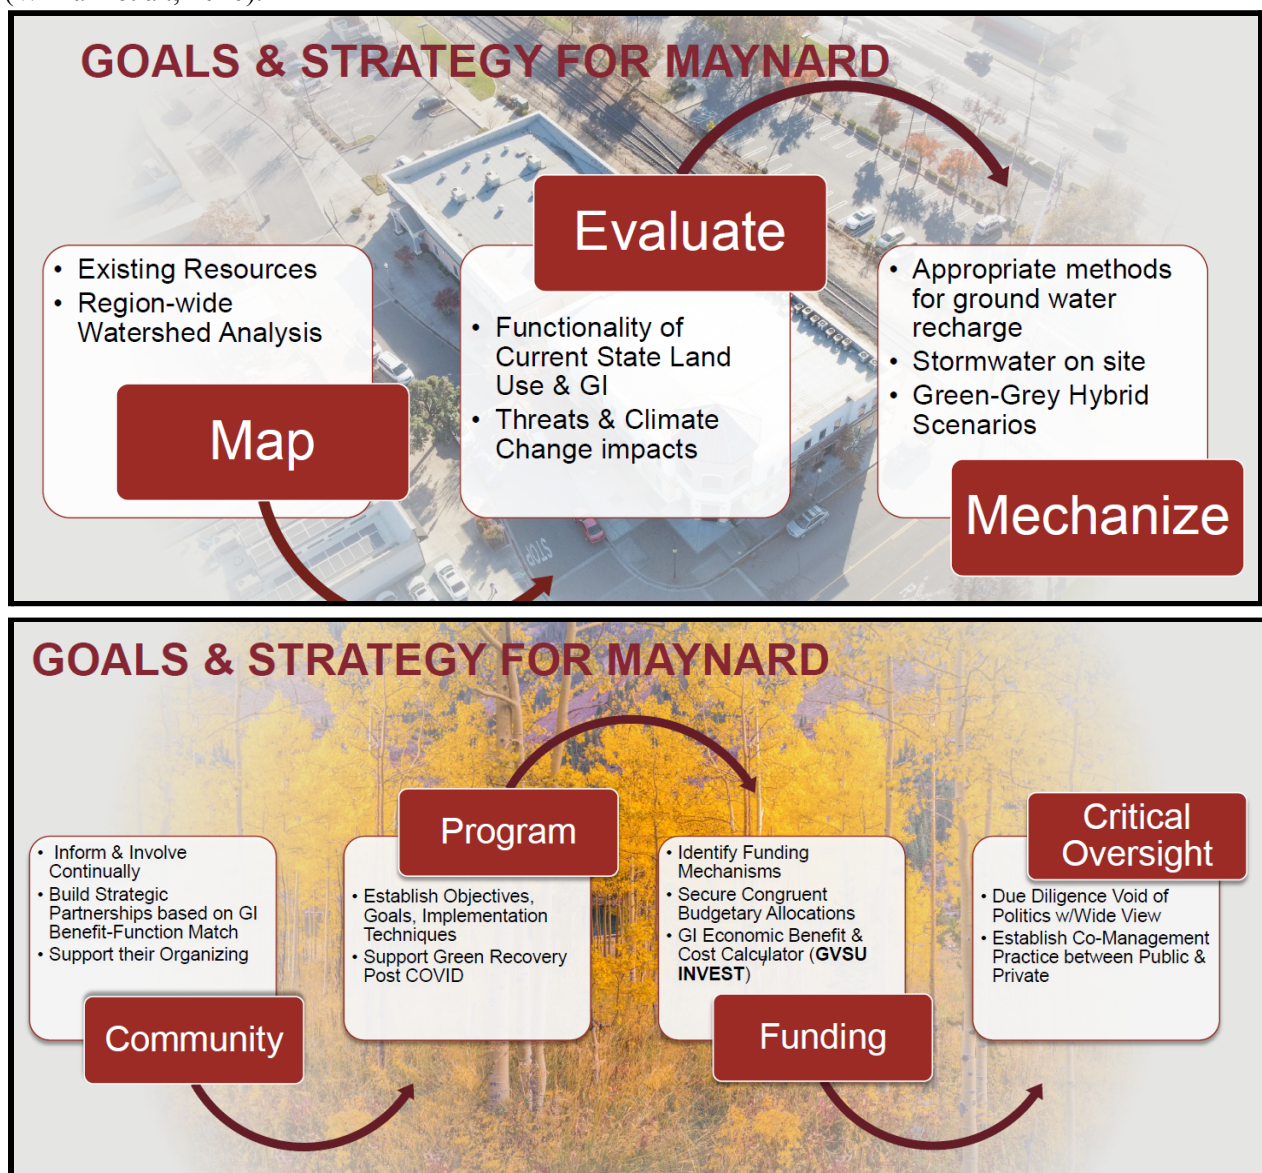 GOALS & STRATEGY FOR MAYNARD
• Existing Resources
• Region-wide
Watershed Analysis
Map
Evaluate
• Functionality of
Current State Land
Use & GI
• Threats & Climate
Change impacts
• Appropriate methods
for ground water
recharge
• Stormwater on site
• Green-Grey Hybrid
Scenarios
Mechanize
STOP
GOALS & STRATEGY FOR MAYNARD
• Inform & Involve
Continually
• Build Strategic
Partnerships based on GI
Benefit-Function Match
• Support their Organizing
Community
Program
• Establish Objectives,
Goals, Implementation
Techniques
• Support Green Recovery
Post COVID
• Identify Funding
Mechanisms
• Secure Congruent
Budgetary Allocations
• GI Economic Benefit &
Cost Calculator (GVSU
INVEST)
Funding
Critical
Oversight
• Due Diligence Void of
Politics w/Wide View
• Establish Co-Management
Practice between Public &
Private